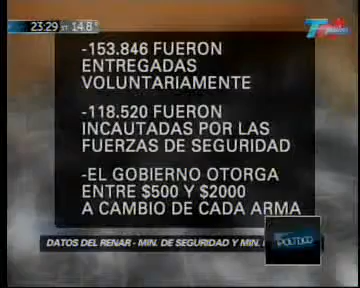 23:29 ST 14.8°
-153.846 FUERON
ENTREGADAS
VOLUNTARIAMENTE
-118.520 FUERON
INCAUTADAS POR LAS
FUERZAS DE SEGURIDAD
-EL GOBIERNO OTORGA
ENTRE $500 Y $2000
A CAMBIO DE CADA ARMA
DATOS DEL RENAR - MIN. DE SEGURIDAD Y MIN.
POLITICO